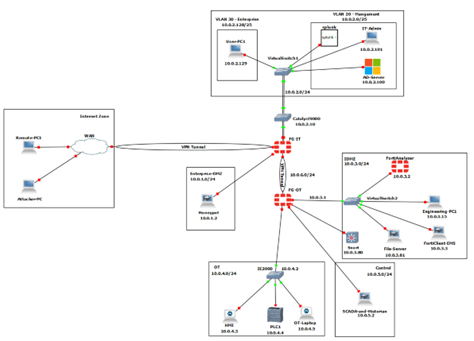 VLAN 30 - Enterprise
10.0.2.128/25
VLAN 20 - Mangament
10.0.2.0/25
User-PC1
10.0.2.129
splunk
IT-Admin
10.0.2.101
VirtualSwitch1
AD-Server
10.0.2.100
10.0.2.0/24
Catalyst9000
10.0.2.10
Internet Zone
Remote-PC1
WAN
Attacker-PC
VPN Tunnel
FG IT
Enterprise-DMZ
10.0.1.0/24
Honeypot
10.0.1.2
VPN Tunnel
10.0.6.0/24
FG OT
10.0.3.1
IDMZ
10.0.3.0/24
FortiAnalyzer
10.0.3.2
VirtualSwitch2
Engineering-PC1
10.0.3.15
FortiClient-EMS
10.0.3.3
File-Server
10.0.3.81
Snort
10.0.3.80
OT
10.0.4.0/24
IE2000
10.0.4.2
HMI
10.0.4.3
PLC1
10.0.4.4
OT-Laptop
10.0.4.5
Control
10.0.5.0/24
SCADA-and-Historian
10.0.5.2